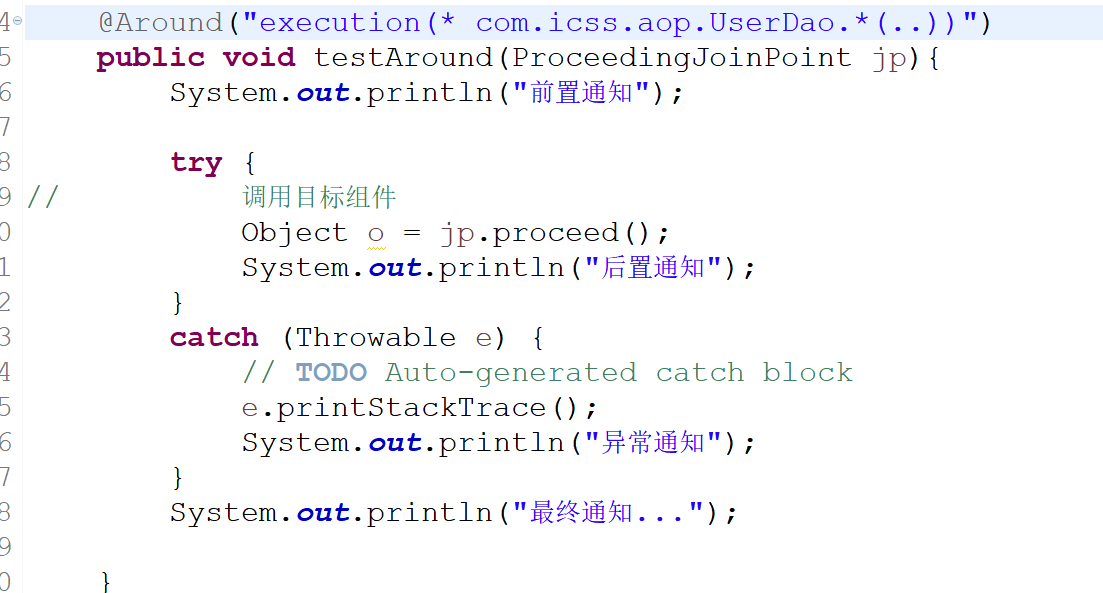 4 @Around("execution(* com.icss.aop.UserDao.*(..))")
5 public void testAround(ProceedingJoinPoint jp){
6 System.out.println("前置通知");
7
8 try {
9 // 调用目标组件
0 Object o = jp.proceed();
1 System.out.println("后置通知");
2 }
3 catch (Throwable e) {
4 // TODO Auto-generated catch block
5 e.printStackTrace();
6 System.out.println("异常通知");
7 }
8 System.out.println("最终通知...");
9
0 }